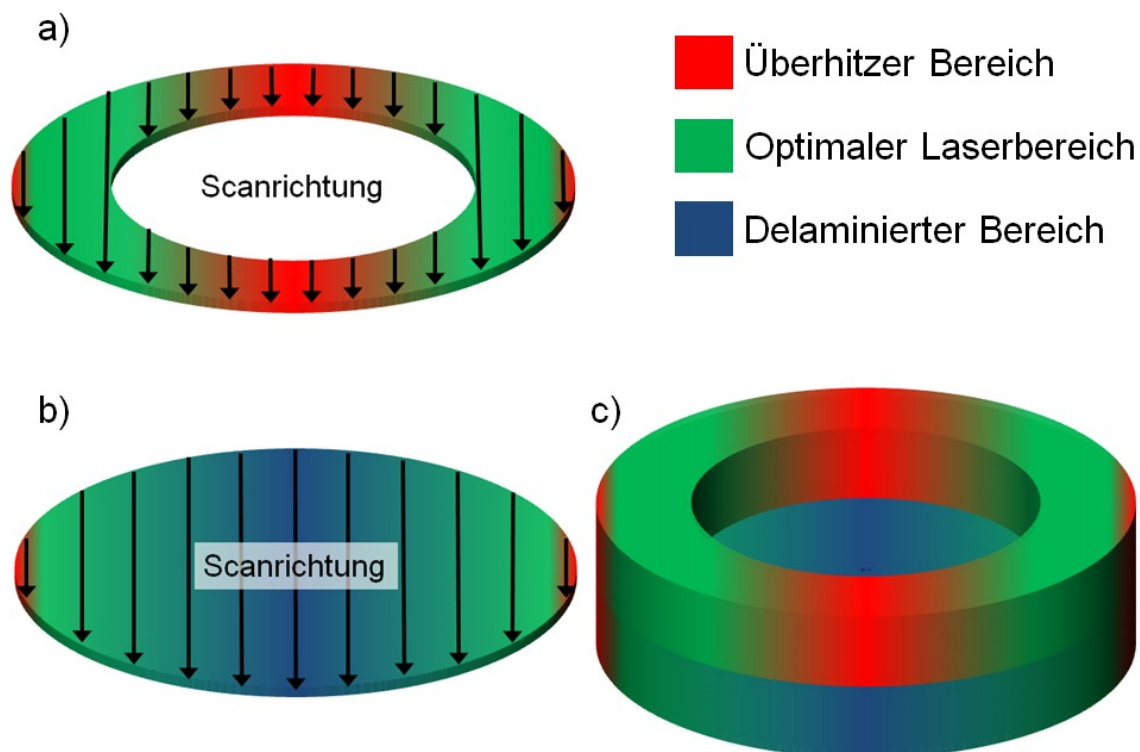 a)
Überhitzer Bereich
Optimaler Laserbereich
Scanrichtung
Delaminierter Bereich
b)
c)
Scanrichtung